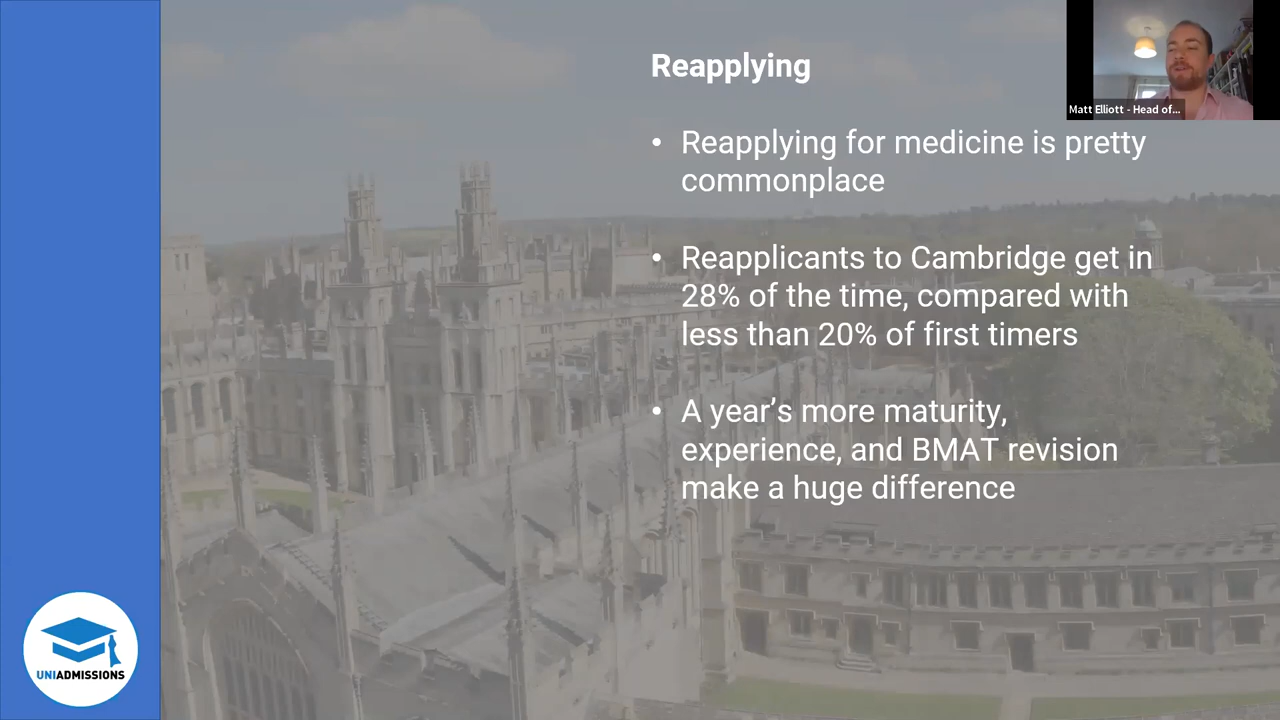 Reapplying
Matt Elliott - Head of...
• Reapplying for medicine is pretty
commonplace
• Reapplicants to Cambridge get in
28% of the time, compared with
less than 20% of first timers
• A year’s more maturity,
experience, and BMAT revision
make a huge difference
UNIADMISSIONS